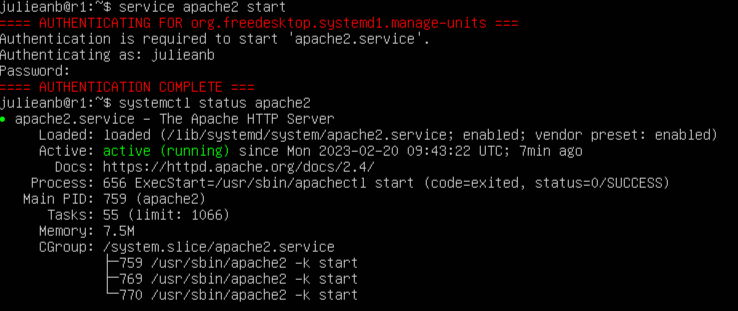 julieanb@r1:~$ service apache2 start
==== AUTHENTICATING FOR org.freedesktop.systemd1.manage-units ===
Authentication is required to start 'apache2.service'.
Authenticating as: julieanb
Password:
==== AUTHENTICATION COMPLETE ===
julieanb@r1:~$ systemctl status apache2
● apache2.service - The Apache HTTP Server
     Loaded: loaded (/lib/systemd/system/apache2.service; enabled; vendor preset: enabled)
     Active: active (running) since Mon 2023-02-20 09:43:22 UTC; 7min ago
       Docs: https://httpd.apache.org/docs/2.4/
    Process: 656 ExecStart=/usr/sbin/apachectl start (code=exited, status=0/SUCCESS)
   Main PID: 759 (apache2)
      Tasks: 55 (limit: 1066)
     Memory: 7.5M
     CGroup: /system.slice/apache2.service
             ├─759 /usr/sbin/apache2 -k start
             ├─769 /usr/sbin/apache2 -k start
             └─770 /usr/sbin/apache2 -k start